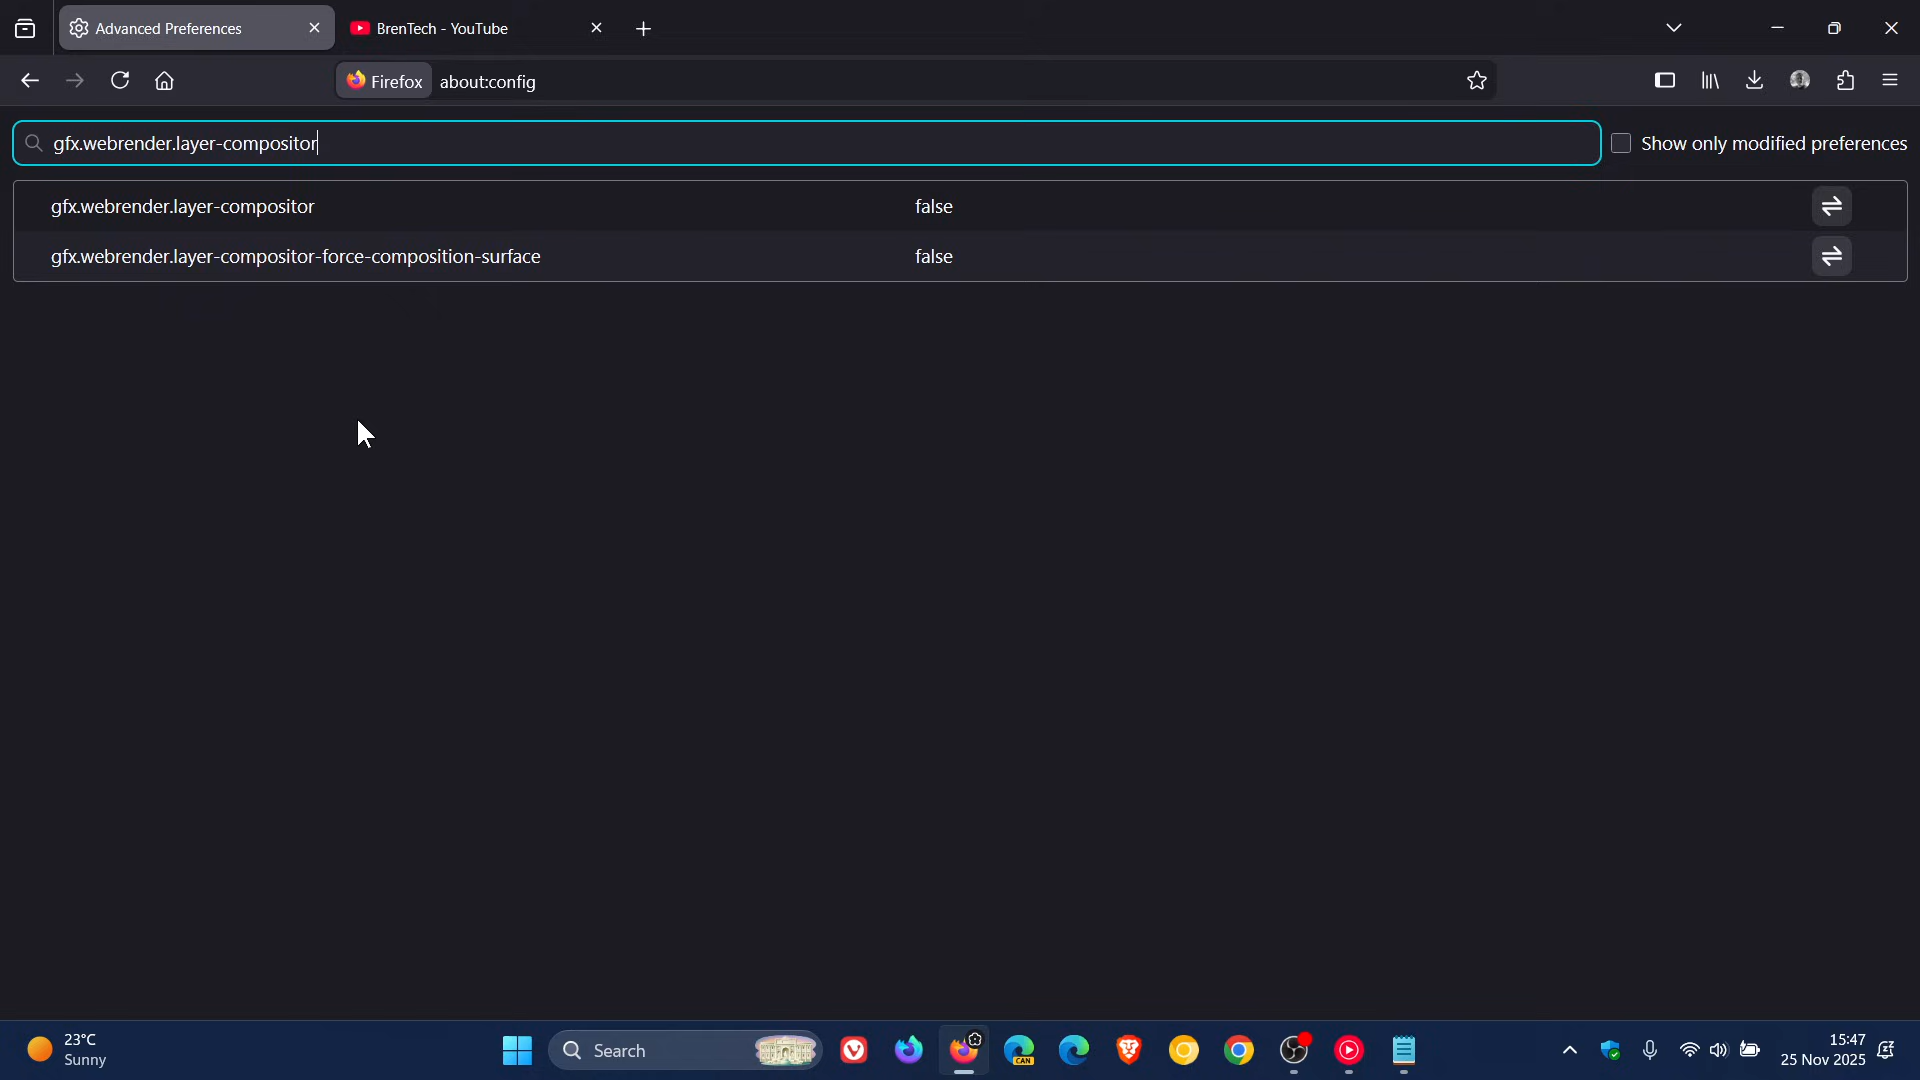 Advanced Preferences
BrenTech - YouTube
Firefox
about:config
gfx.webrender.layer-compositor
Show only modified preferences
gfx.webrender.layer-compositor false
gfx.webrender.layer-compositor-force-composition-surface false
23°C
Sunny
Search
CAN
15:47
25 Nov 2025